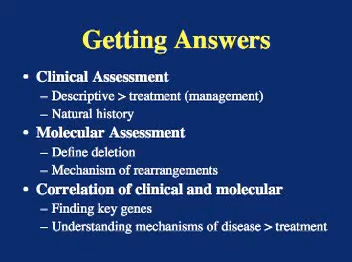 Getting Answers
• Clinical Assessment
– Descriptive > treatment (management)
– Natural history
• Molecular Assessment
– Define deletion
– Mechanism of rearrangements
• Correlation of clinical and molecular
– Finding key genes
– Understanding mechanisms of disease > treatment